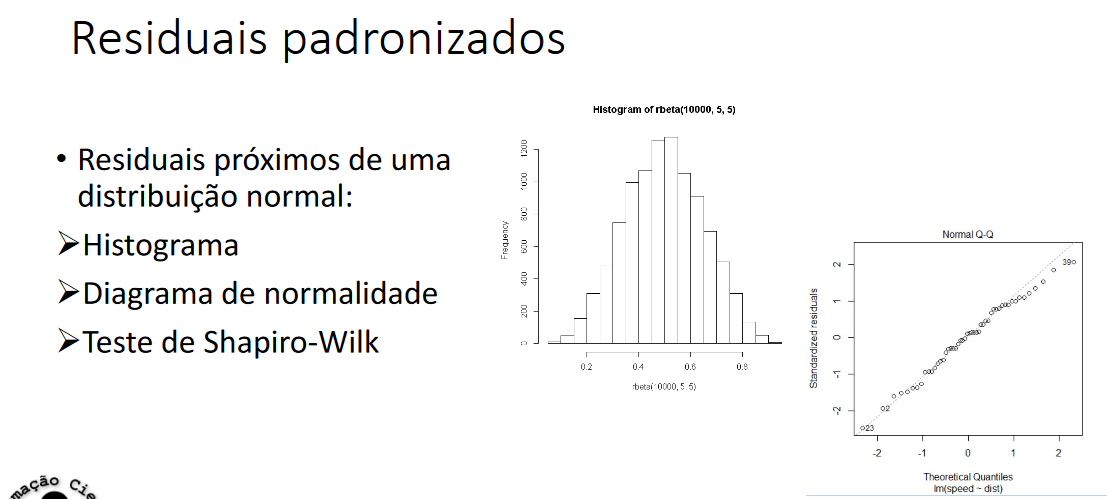 Residuais padronizados
• Residuais próximos de uma
distribuição normal:
➢Histograma
➢Diagrama de normalidade
➢Teste de Shapiro-Wilk
Histogram of rbeta(10000, 5, 5)
Frequency
0
200
400
600
800
1000
1200
0.2
0.4
0.6
0.8
rbeta(10000, 5, 5)
Normal Q-Q
Standardized residuals
2
1
0
-1
-2
39
2
23
-2
-1
0
1
2
Theoretical Quantiles
lm(speed ~ dist)
mação Cie